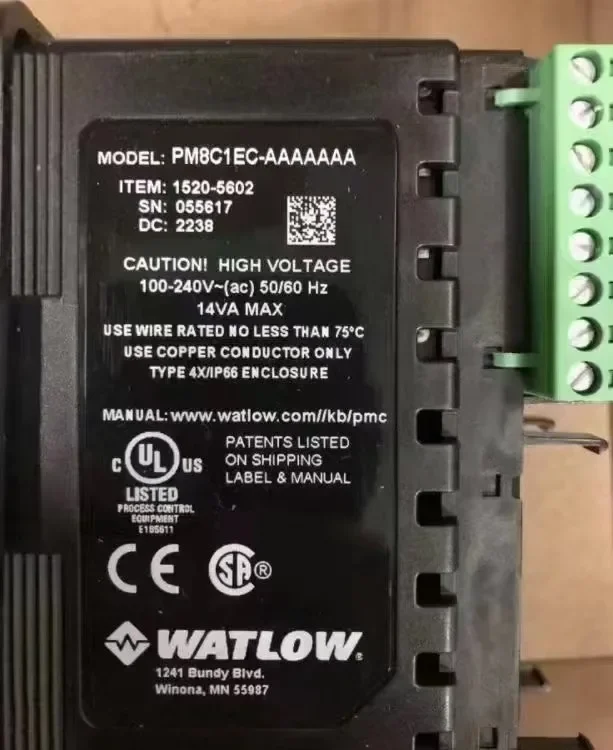 MODEL: PM8C1EC-AAAAAAA
ITEM: 1520-5602
SN: 055617
DC: 2238
CAUTION! HIGH VOLTAGE
100-240V~(ac) 50/60 Hz
14VA MAX
USE WIRE RATED NO LESS THAN 75°C
USE COPPER CONDUCTOR ONLY
TYPE 4X/IP66 ENCLOSURE
MANUAL: www.watlow.com//kb/pmc
C UL US
LISTED
PROCESS CONTROL
EQUIPMENT
E185611
PATENTS LISTED
ON SHIPPING
LABEL & MANUAL
CE SA ®
WATLOW®
1241 Bundy Blvd.
Winona, MN 55987